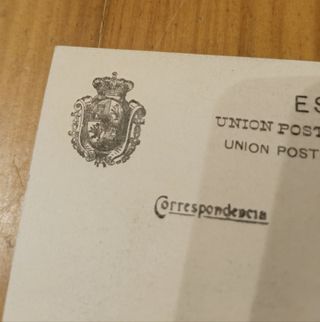 ES
UNION POST
UNION POST
Correspondencia